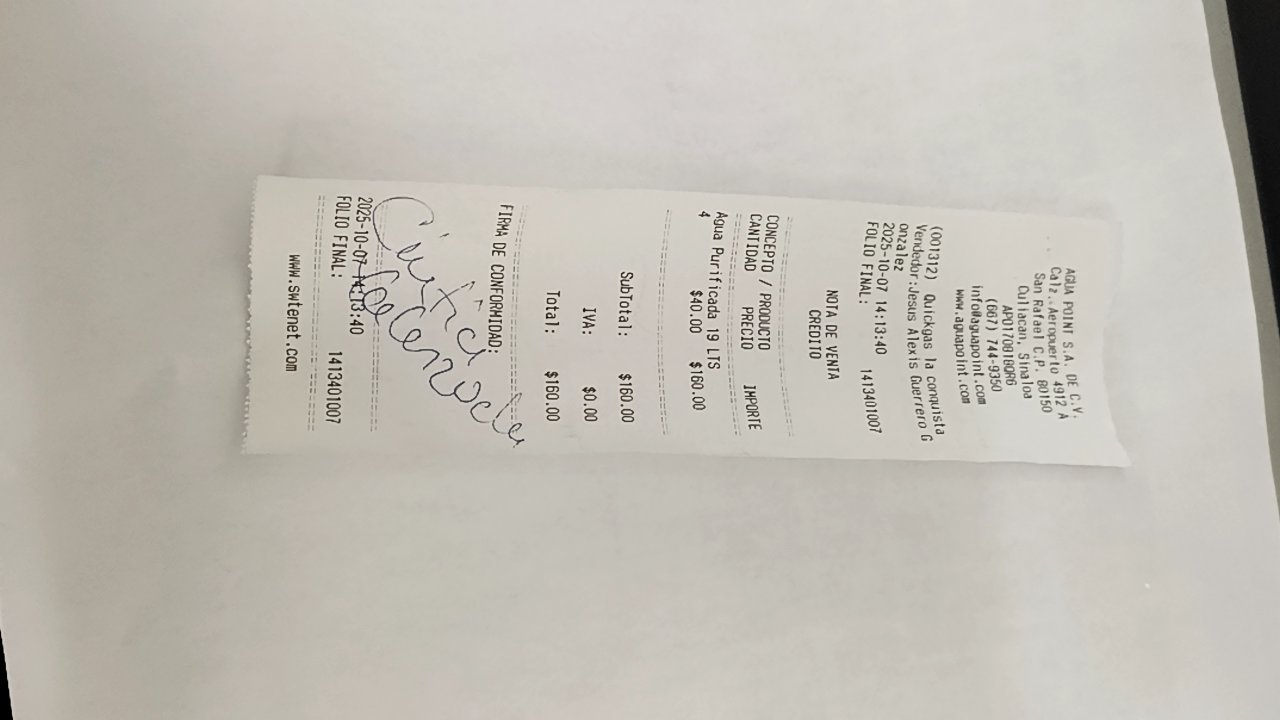 AGUA POINT S.A. DE C.V.
Calz. Aeropuerto 4912 A
San Rafael C.P. 80150
Culiacan, Sinaloa
APO170018QR6
(667) 744-9350
info@aguapoint.com
www.aguapoint.com
(001312) Quickgas la conquista
Vendedor:Jesus Alexis Guerrero G
onzalez
2025-10-07 14:13:40
FOLIO FINAL: 1413401007
NOTA DE VENTA
CREDITO
CONCEPTO / PRODUCTO
CANTIDAD PRECIO IMPORTE
Agua Purificada 19 LTS
4 $40.00 $160.00
SubTotal: $160.00
IVA: $0.00
Total: $160.00
FIRMA DE CONFORMIDAD:
2025-10-07 14:13:40
FOLIO FINAL: 1413401007
www.swtenet.com